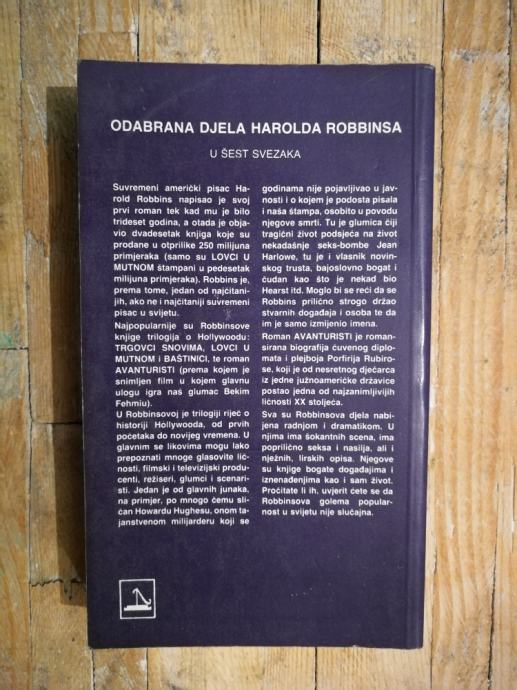 ODABRANA DJELA HAROLDA ROBBINSA
U ŠEST SVEZAKA
Suvremeni američki pisac Ha-
rold Robbins napisao je svoj
prvi roman tek kad mu je bilo
trideset godina, a otada je obja-
vio dvadesetak knjiga koje su
prodane u otprilike 250 milijuna
primjeraka (samo su LOVCI U
MUTNOM štampani u pedesetak
milijuna primjeraka). Robbins je,
prema tome, jedan od najčitani-
jih, ako ne i najčitaniji suvremeni
pisac u svijetu.
Najpopularnije su Robbinsove
knjige trilogija o Hollywoodu:
TRGOVCI SNOVIMA, LOVCI U
MUTNOM i BAŠTINICI, te roman
AVANTURISTI (prema kojem je
snimljen film u kojem glavnu
ulogu igra naš glumac Bekim
Fehmiu).
U Robbinsovoj je trilogiji riječ o
historiji Hollywooda, od prvih
početaka do novijeg vremena. U
glavnim se likovima mogu lako
prepoznati mnoge glasovite lič-
nosti, filmski i televizijski produ-
centi, režiseri, glumci i scenari-
sti. Jedan je od glavnih junaka,
na primjer, po mnogo čemu sli-
čan Howardu Hughesu, onom ta-
janstvenom milijarderu koji se
godinama nije pojavljivao u jav-
nosti i o kojem je podosta pisala
i naša štampa, osobito u povodu
njegove smrti. Tu je glumica čiji
tragični život podsjeća na život
nekadašnje seks-bombe Jean
Harlowe, tu je i vlasnik novin-
skog trusta, bajoslovno bogat i
čudan kao što je nekad bio
Hearst itd. Moglo bi se reći da se
Robbins prilično strogo držao
stvarnih događaja i osoba te da
im je samo izmijenio imena.
Roman AVANTURISTI je roman-
sirana biografija čuvenog diplo-
mata i plejboja Porfirija Rubiro-
se, koji je od nesretnog dječarca
iz jedne južnoameričke državice
postao jedna od najzanimljivijih
ličnosti XX stoljeća.
Sva su Robbinsova djela nabi-
jena radnjom i dramatikom. U
njima ima šokantnih scena, ima
poprilično seksa i nasilja, ali i
nježnih, lirskih opisa. Njegove
su knjige bogate događajima i
iznenađenjima kao i sam život.
Pročitate li ih, uvjerit ćete se da
Robbinsova golema popular-
nost u svijetu nije slučajna.